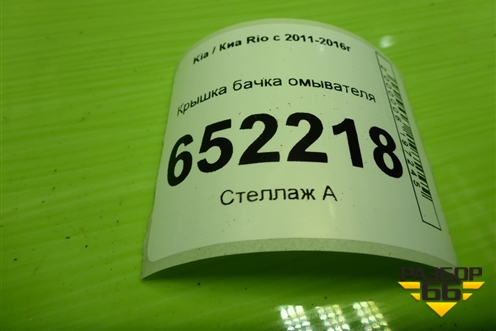 Kia / Киа Rio с 2011-2016г
Крышка бачка омывателя
652218
Стеллаж А
РАЗБОР
66